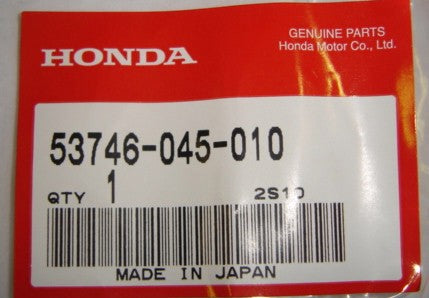 HONDA
GENUINE PARTS
Honda Motor Co., Ltd.
53746-045-010
QTY 1 2S10
MADE IN JAPAN